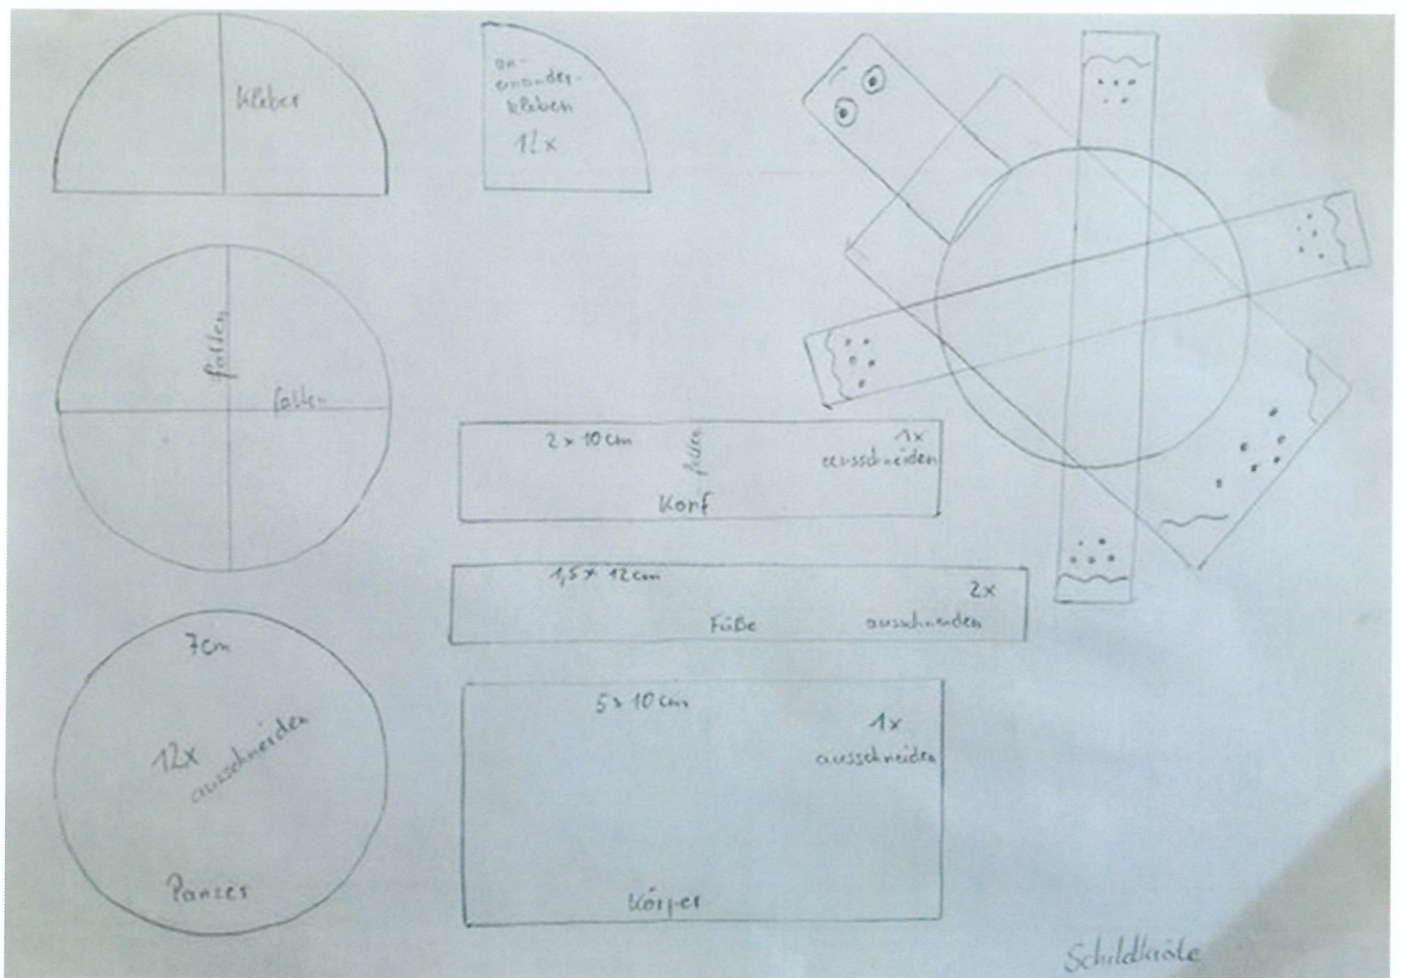 Kleber
an-
einander-
kleben
12x
falten
falten
2 x 10 cm
falten
1x
ausschneiden
Kopf
1,5 x 12 cm
2x
Füße
ausschneiden
7cm
12x
ausschneiden
Panzer
5 x 10 cm
1x
ausschneiden
Körper
Schildkröte